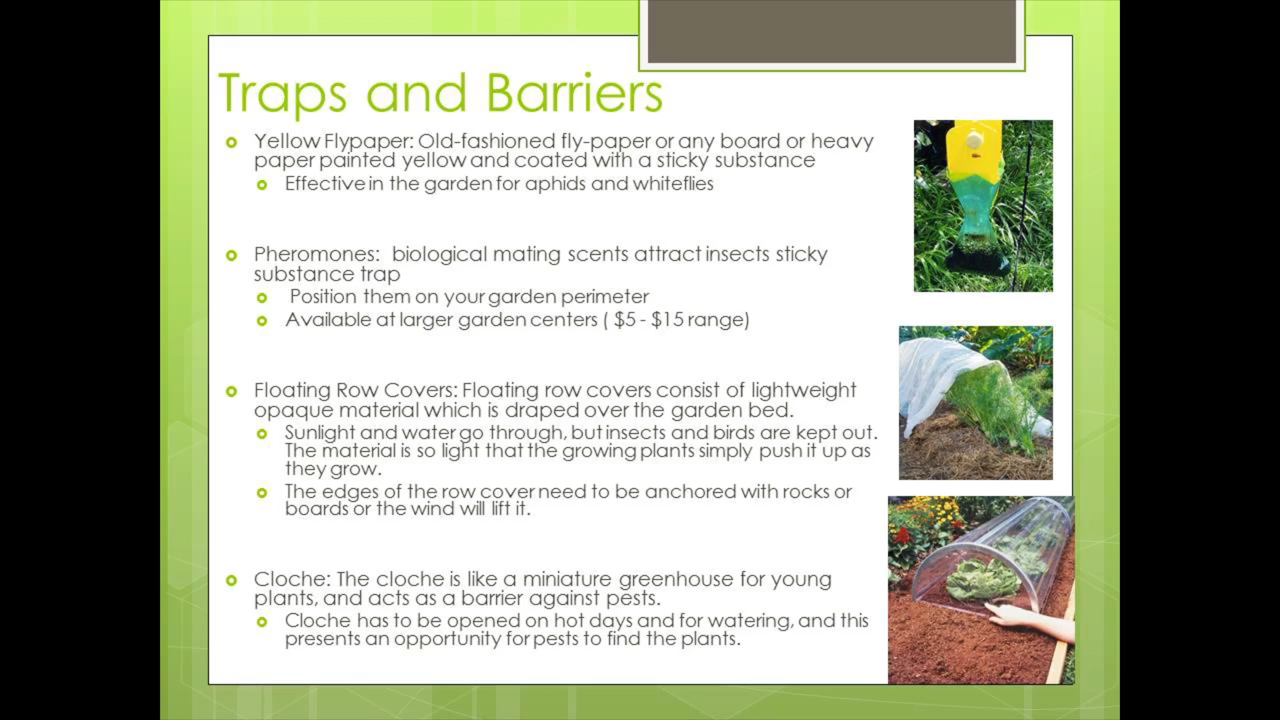 Traps and Barriers
Yellow Flypaper: Old-fashioned fly-paper or any board or heavy
paper painted yellow and coated with a sticky substance
Effective in the garden for aphids and whiteflies
Pheromones: biological mating scents attract insects sticky
substance trap
Position them on your garden perimeter
Available at larger garden centers ( $5 - $15 range)
Floating Row Covers: Floating row covers consist of lightweight
opaque material which is draped over the garden bed.
Sunlight and water go through, but insects and birds are kept out.
The material is so light that the growing plants simply push it up as
they grow.
The edges of the row cover need to be anchored with rocks or
boards or the wind will lift it.
Cloche: The cloche is like a miniature greenhouse for young
plants, and acts as a barrier against pests.
Cloche has to be opened on hot days and for watering, and this
presents an opportunity for pests to find the plants.